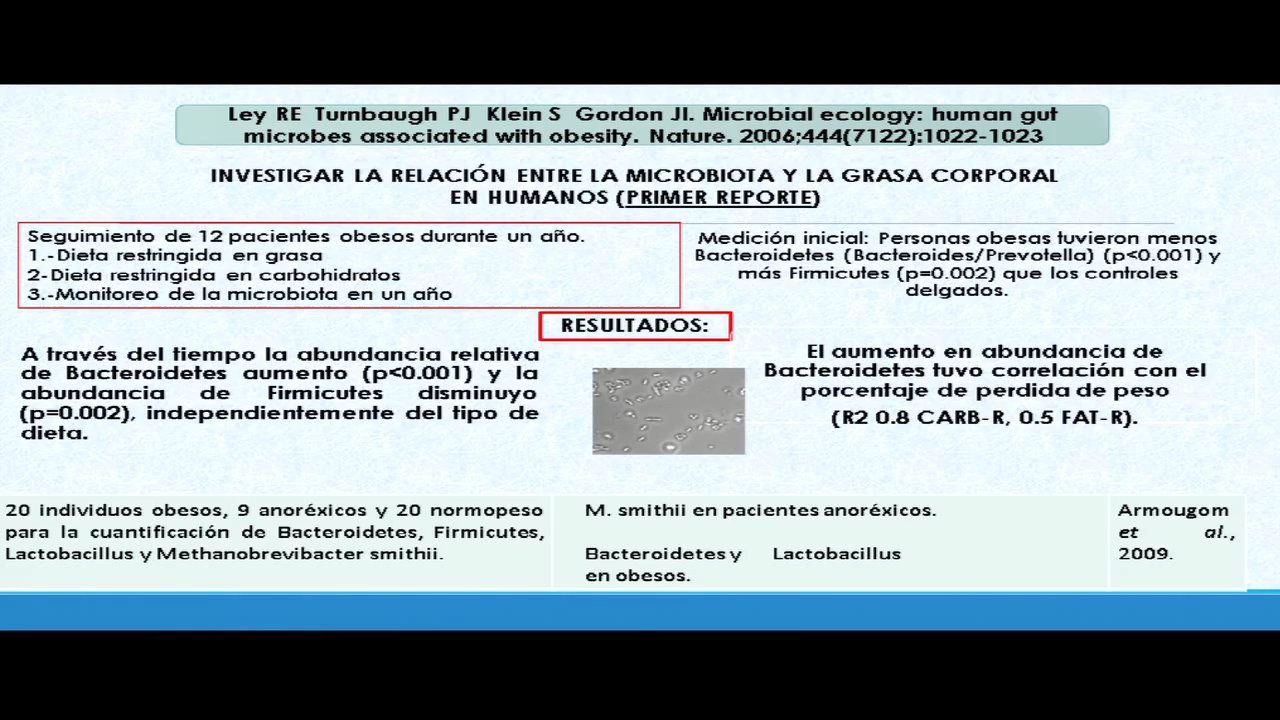 Ley RE Turnbaugh PJ Klein S Gordon JI. Microbial ecology: human gut
microbes associated with obesity. Nature. 2006;444(7122):1022-1023
INVESTIGAR LA RELACIÓN ENTRE LA MICROBIOTA Y LA GRASA CORPORAL
EN HUMANOS (PRIMER REPORTE)
Seguimiento de 12 pacientes obesos durante un año.
1.-Dieta restringida en grasa
2-Dieta restringida en carbohidratos
3.-Monitoreo de la microbiota en un año
Medición inicial: Personas obesas tuvieron menos
Bacteroidetes (Bacteroides/Prevotella) (p<0.001) y
más Firmicutes (p=0.002) que los controles
delgados.
RESULTADOS:
A través del tiempo la abundancia relativa
de Bacteroidetes aumento (p<0.001) y la
abundancia de Firmicutes disminuyo
(p=0.002), independientemente del tipo de
dieta.
El aumento en abundancia de
Bacteroidetes tuvo correlación con el
porcentaje de perdida de peso
(R2 0.8 CARB-R, 0.5 FAT-R).
20 individuos obesos, 9 anoréxicos y 20 normopeso
para la cuantificación de Bacteroidetes, Firmicutes,
Lactobacillus y Methanobrevibacter smithii.
M. smithii en pacientes anoréxicos.
Bacteroidetes y Lactobacillus
en obesos.
Armougom
et al.,
2009.